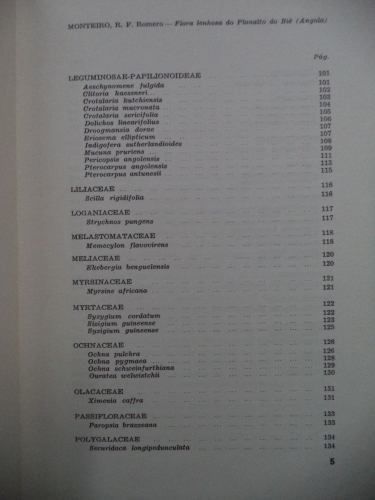 MONTEIRO, R. F. Romero — Flora lenhosa do Planalto do Bié (Angola)
Pág.
LEGUMINOSAE-PAPILIONOIDEAE 101
Aeschynomene fulgida 101
Clitoria kaessneri 102
Crotalaria kutchiensis 103
Crotalaria mucronata 104
Crotalaria sericifolia 105
Dolichos linearifolius 106
Droogmansia dorae 107
Eriosema ellipticum 107
Indigofera sutherlandioides 108
Mucuna pruriens 109
Pericopsis angolensis 111
Pterocarpus angolensis 113
Pterocarpus antunesii 115
LILIACEAE 116
Scilla rigidifolia 116
LOGANIACEAE 117
Strychnos pungens 117
MELASTOMATACEAE 118
Memecylon flavovirens 118
MELIACEAE 120
Ekebergia benguelensis 120
MYRSINACEAE 121
Myrsine africana 121
MYRTACEAE 122
Syzygium cordatum 122
Sizigium guineense 123
Syzigium guineense 125
OCHNACEAE 126
Ochna pulchra 126
Ochna pygmaea 128
Ochna schweinfurthiana 129
Ouratea welwistchii 130
OLACACEAE 131
Ximenia caffra 131
PASSIFLORACEAE 133
Paropsia brazzeana 133
POLYGALACEAE 134
Securidaca longipedunculata 134
5